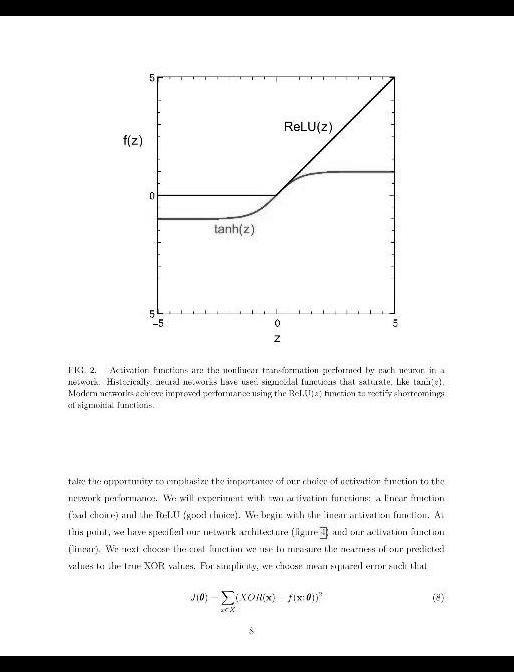 5
ReLU(z)
f(z)
0
tanh(z)
5
−5 0 5
z
FIG. 2. Activation functions are the nonlinear transformation performed by each neuron in a
network. Historically, neural networks have used sigmoidal functions that saturate, like tanh(z).
Modern networks achieve improved performance using the ReLU(z) function to rectify shortcomings
of sigmoidal functions.
take the opportunity to emphasize the importance of our choice of activation function to the
network performance. We will experiment with two activation functions: a linear function
(bad choice) and the ReLU (good choice). We begin with the linear activation function. At
this point, we have specified our network architecture (figure 4) and our activation function
(linear). We next choose the cost function we use to measure the nearness of our predicted
values to the true XOR values. For simplicity, we choose mean squared error such that
J(θ) = ∑x∈X (XOR(x) − f(x; θ))² (8)
8